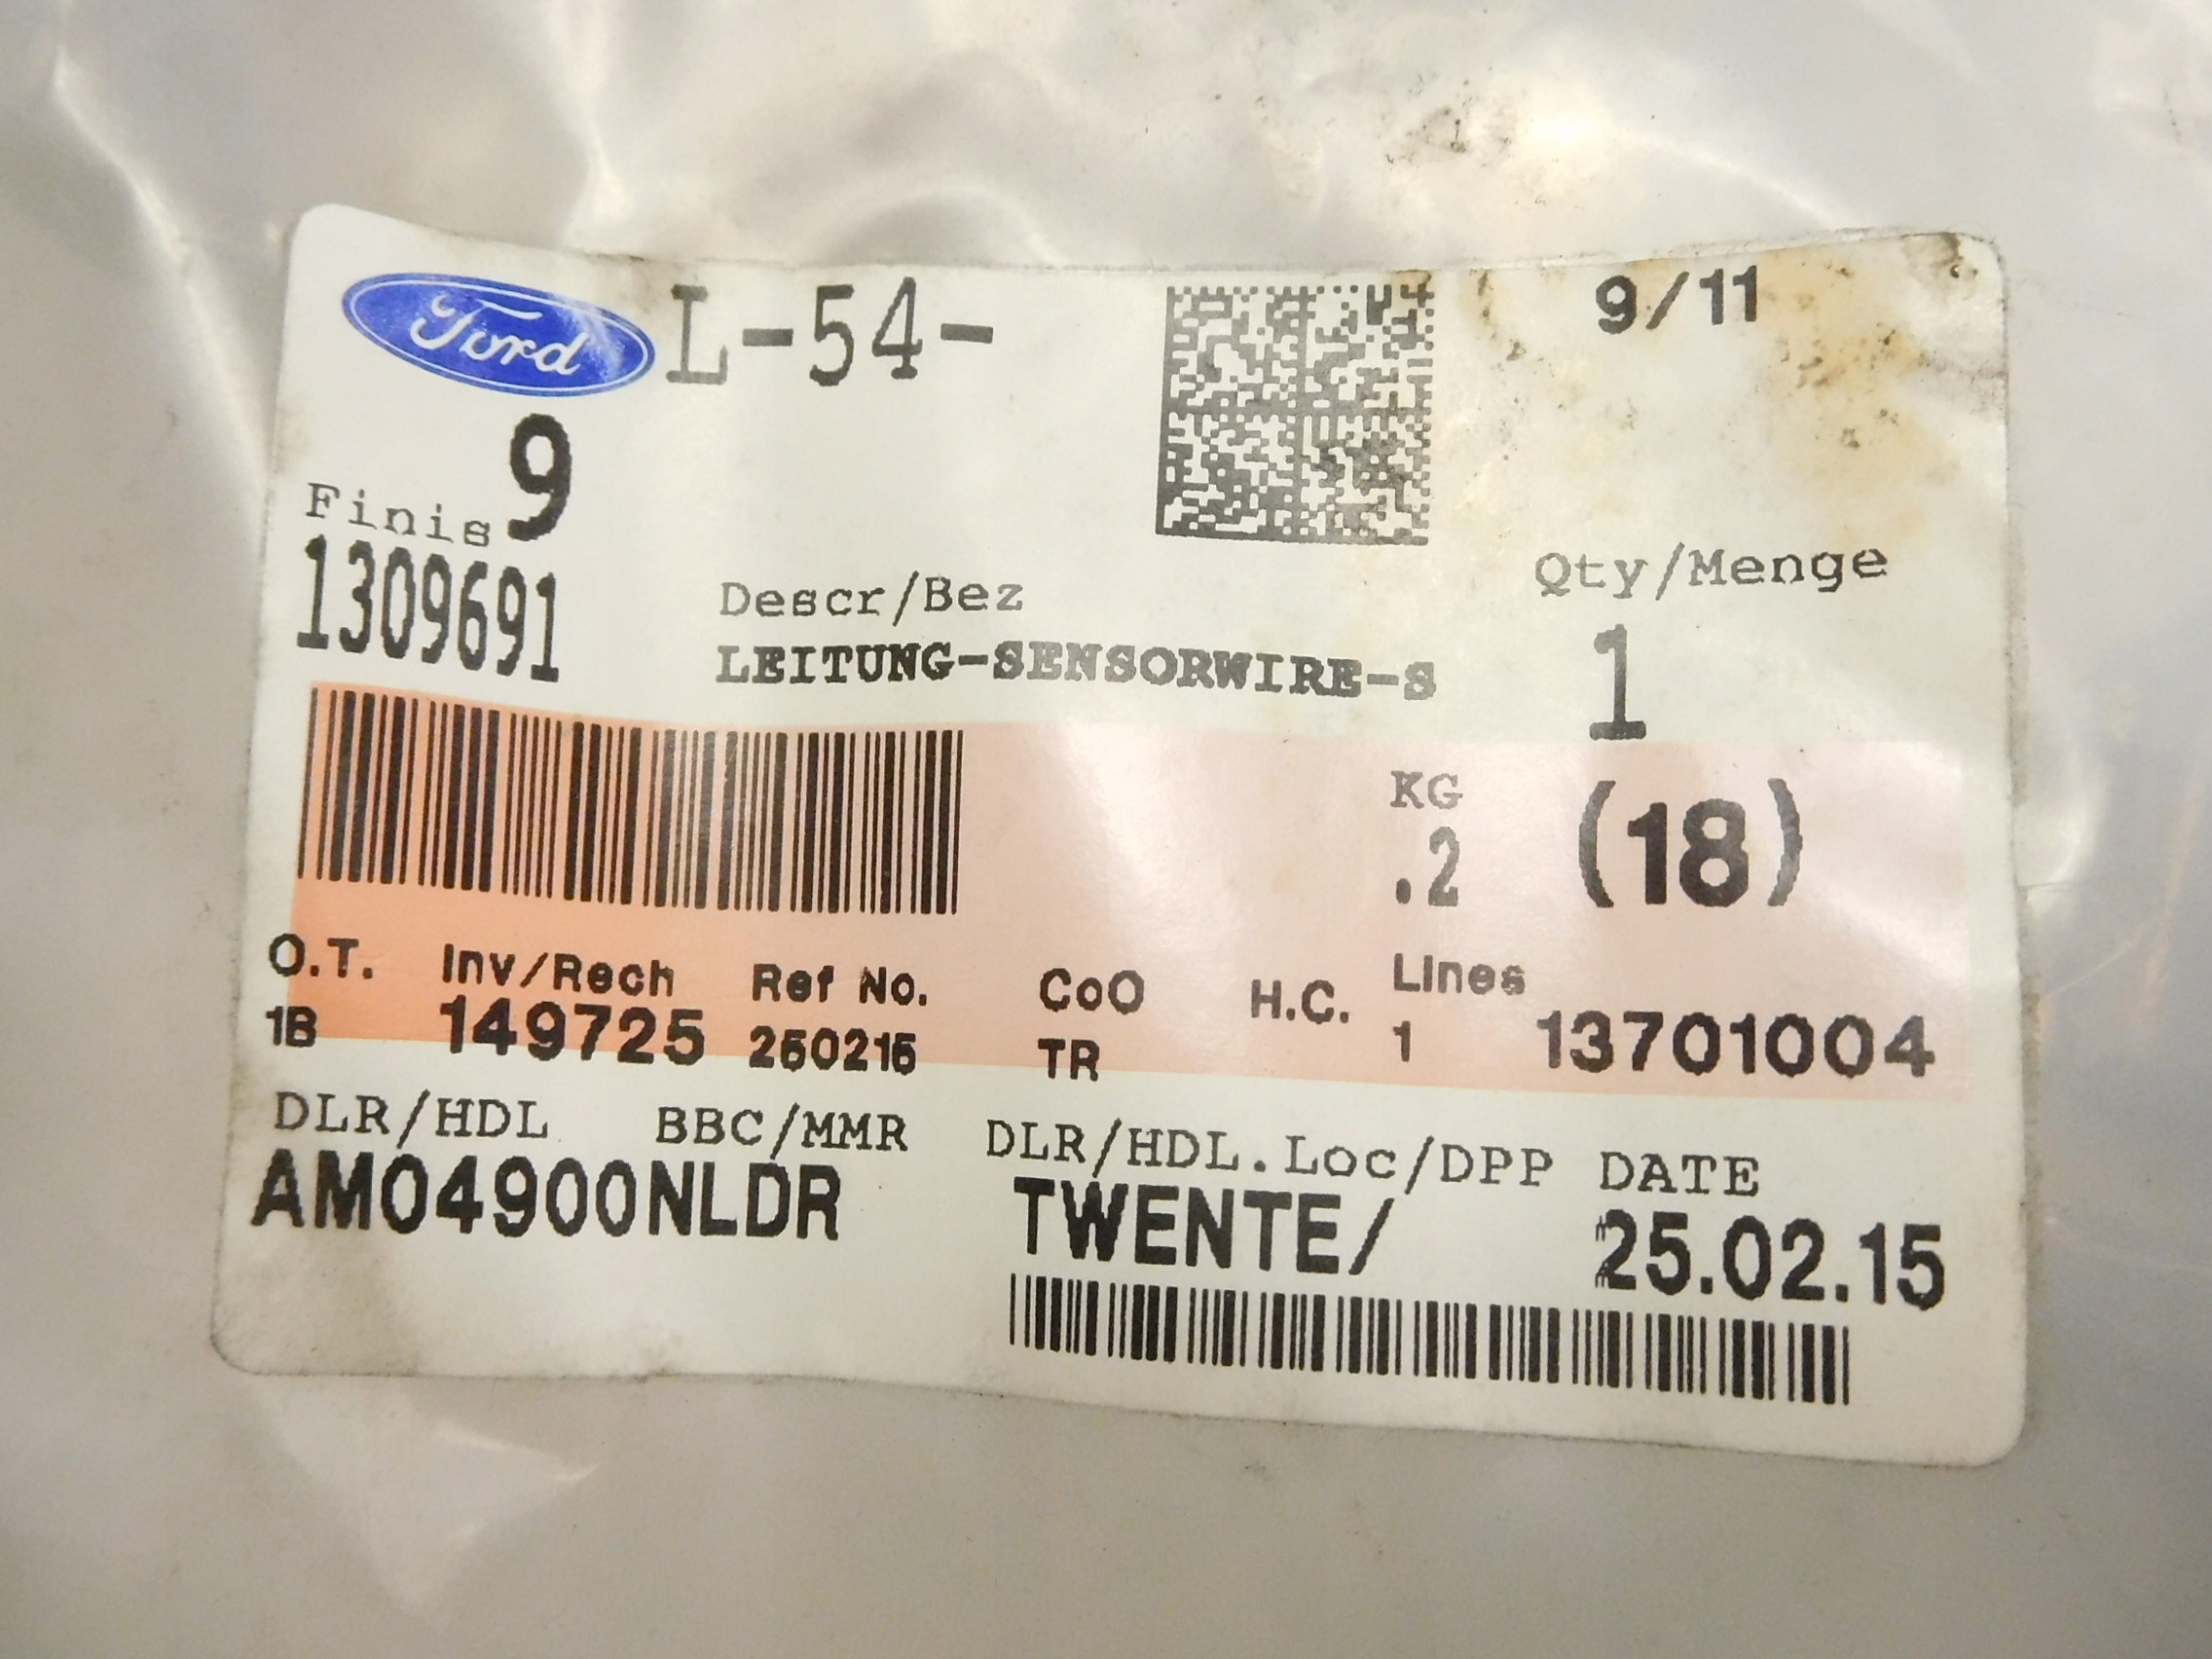 Ford L-54- 9/11
9
Finis
1309691
Descr/Bez Qty/Menge
LEITUNG-SENSORWIRE-S 1
KG
.2 (18)
O.T. Inv/Rech Ref No. CoO H.C. Lines
1B 149725 250215 TR 1 13701004
DLR/HDL BBC/MMR DLR/HDL.Loc/DPP DATE
AM04900NLDR TWENTE/ 25.02.15